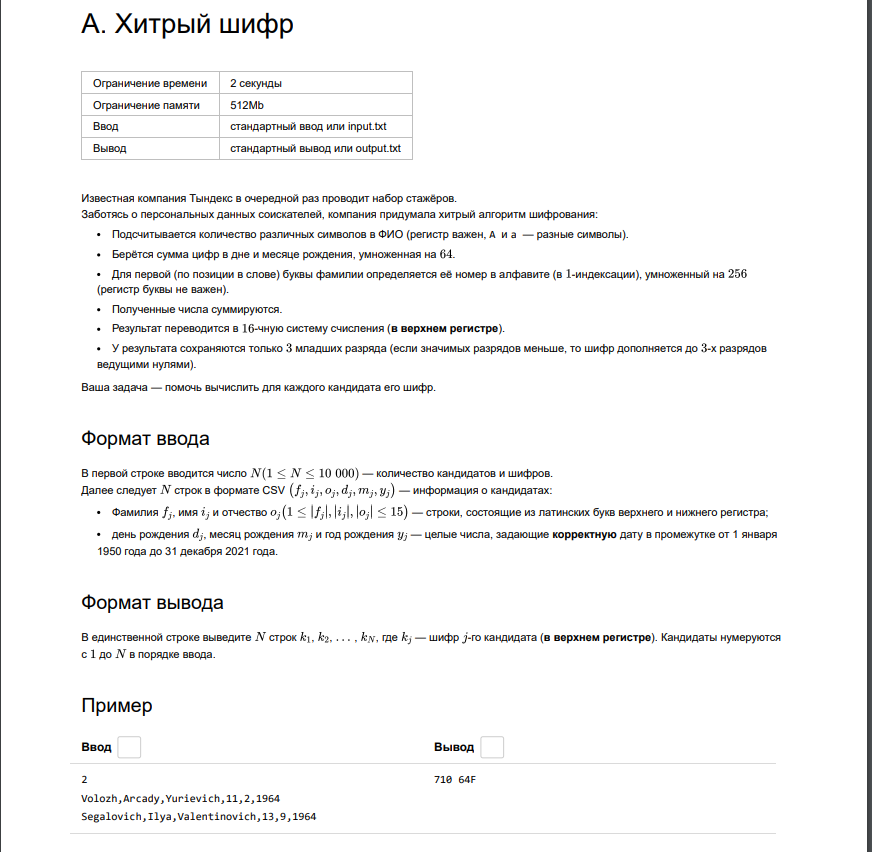 А. Хитрый шифр
Ограничение времени 2 секунды
Ограничение памяти 512Mb
Ввод стандартный ввод или input.txt
Вывод стандартный вывод или output.txt
Известная компания Тындекс в очередной раз проводит набор стажёров.
Заботясь о персональных данных соискателей, компания придумала хитрый алгоритм шифрования:
• Подсчитывается количество различных символов в ФИО (регистр важен, A и a — разные символы).
• Берётся сумма цифр в дне и месяце рождения, умноженная на 64.
• Для первой (по позиции в слове) буквы фамилии определяется её номер в алфавите (в 1-индексации), умноженный на 256
(регистр буквы не важен).
• Полученные числа суммируются.
• Результат переводится в 16-чную систему счисления (в верхнем регистре).
• У результата сохраняются только 3 младших разряда (если значимых разрядов меньше, то шифр дополняется до 3-х разрядов
ведущими нулями).
Ваша задача — помочь вычислить для каждого кандидата его шифр.
Формат ввода
В первой строке вводится число N(1 ≤ N ≤ 10 000) — количество кандидатов и шифров.
Далее следует N строк в формате CSV (f_j, i_j, o_j, d_j, m_j, y_j) — информация о кандидатах:
• Фамилия f_j, имя i_j и отчество o_j(1 ≤ |f_j|, |i_j|, |o_j| ≤ 15) — строки, состоящие из латинских букв верхнего и нижнего регистра;
• день рождения d_j, месяц рождения m_j и год рождения y_j — целые числа, задающие корректную дату в промежутке от 1 января
1950 года до 31 декабря 2021 года.
Формат вывода
В единственной строке выведите N строк k_1, k_2, . . . , k_N, где k_j — шифр j-го кандидата (в верхнем регистре). Кандидаты нумеруются
с 1 до N в порядке ввода.
Пример
Ввод Вывод
2 710 64F
Volozh,Arcady,Yurievich,11,2,1964
Segalovich,Ilya,Valentinovich,13,9,1964